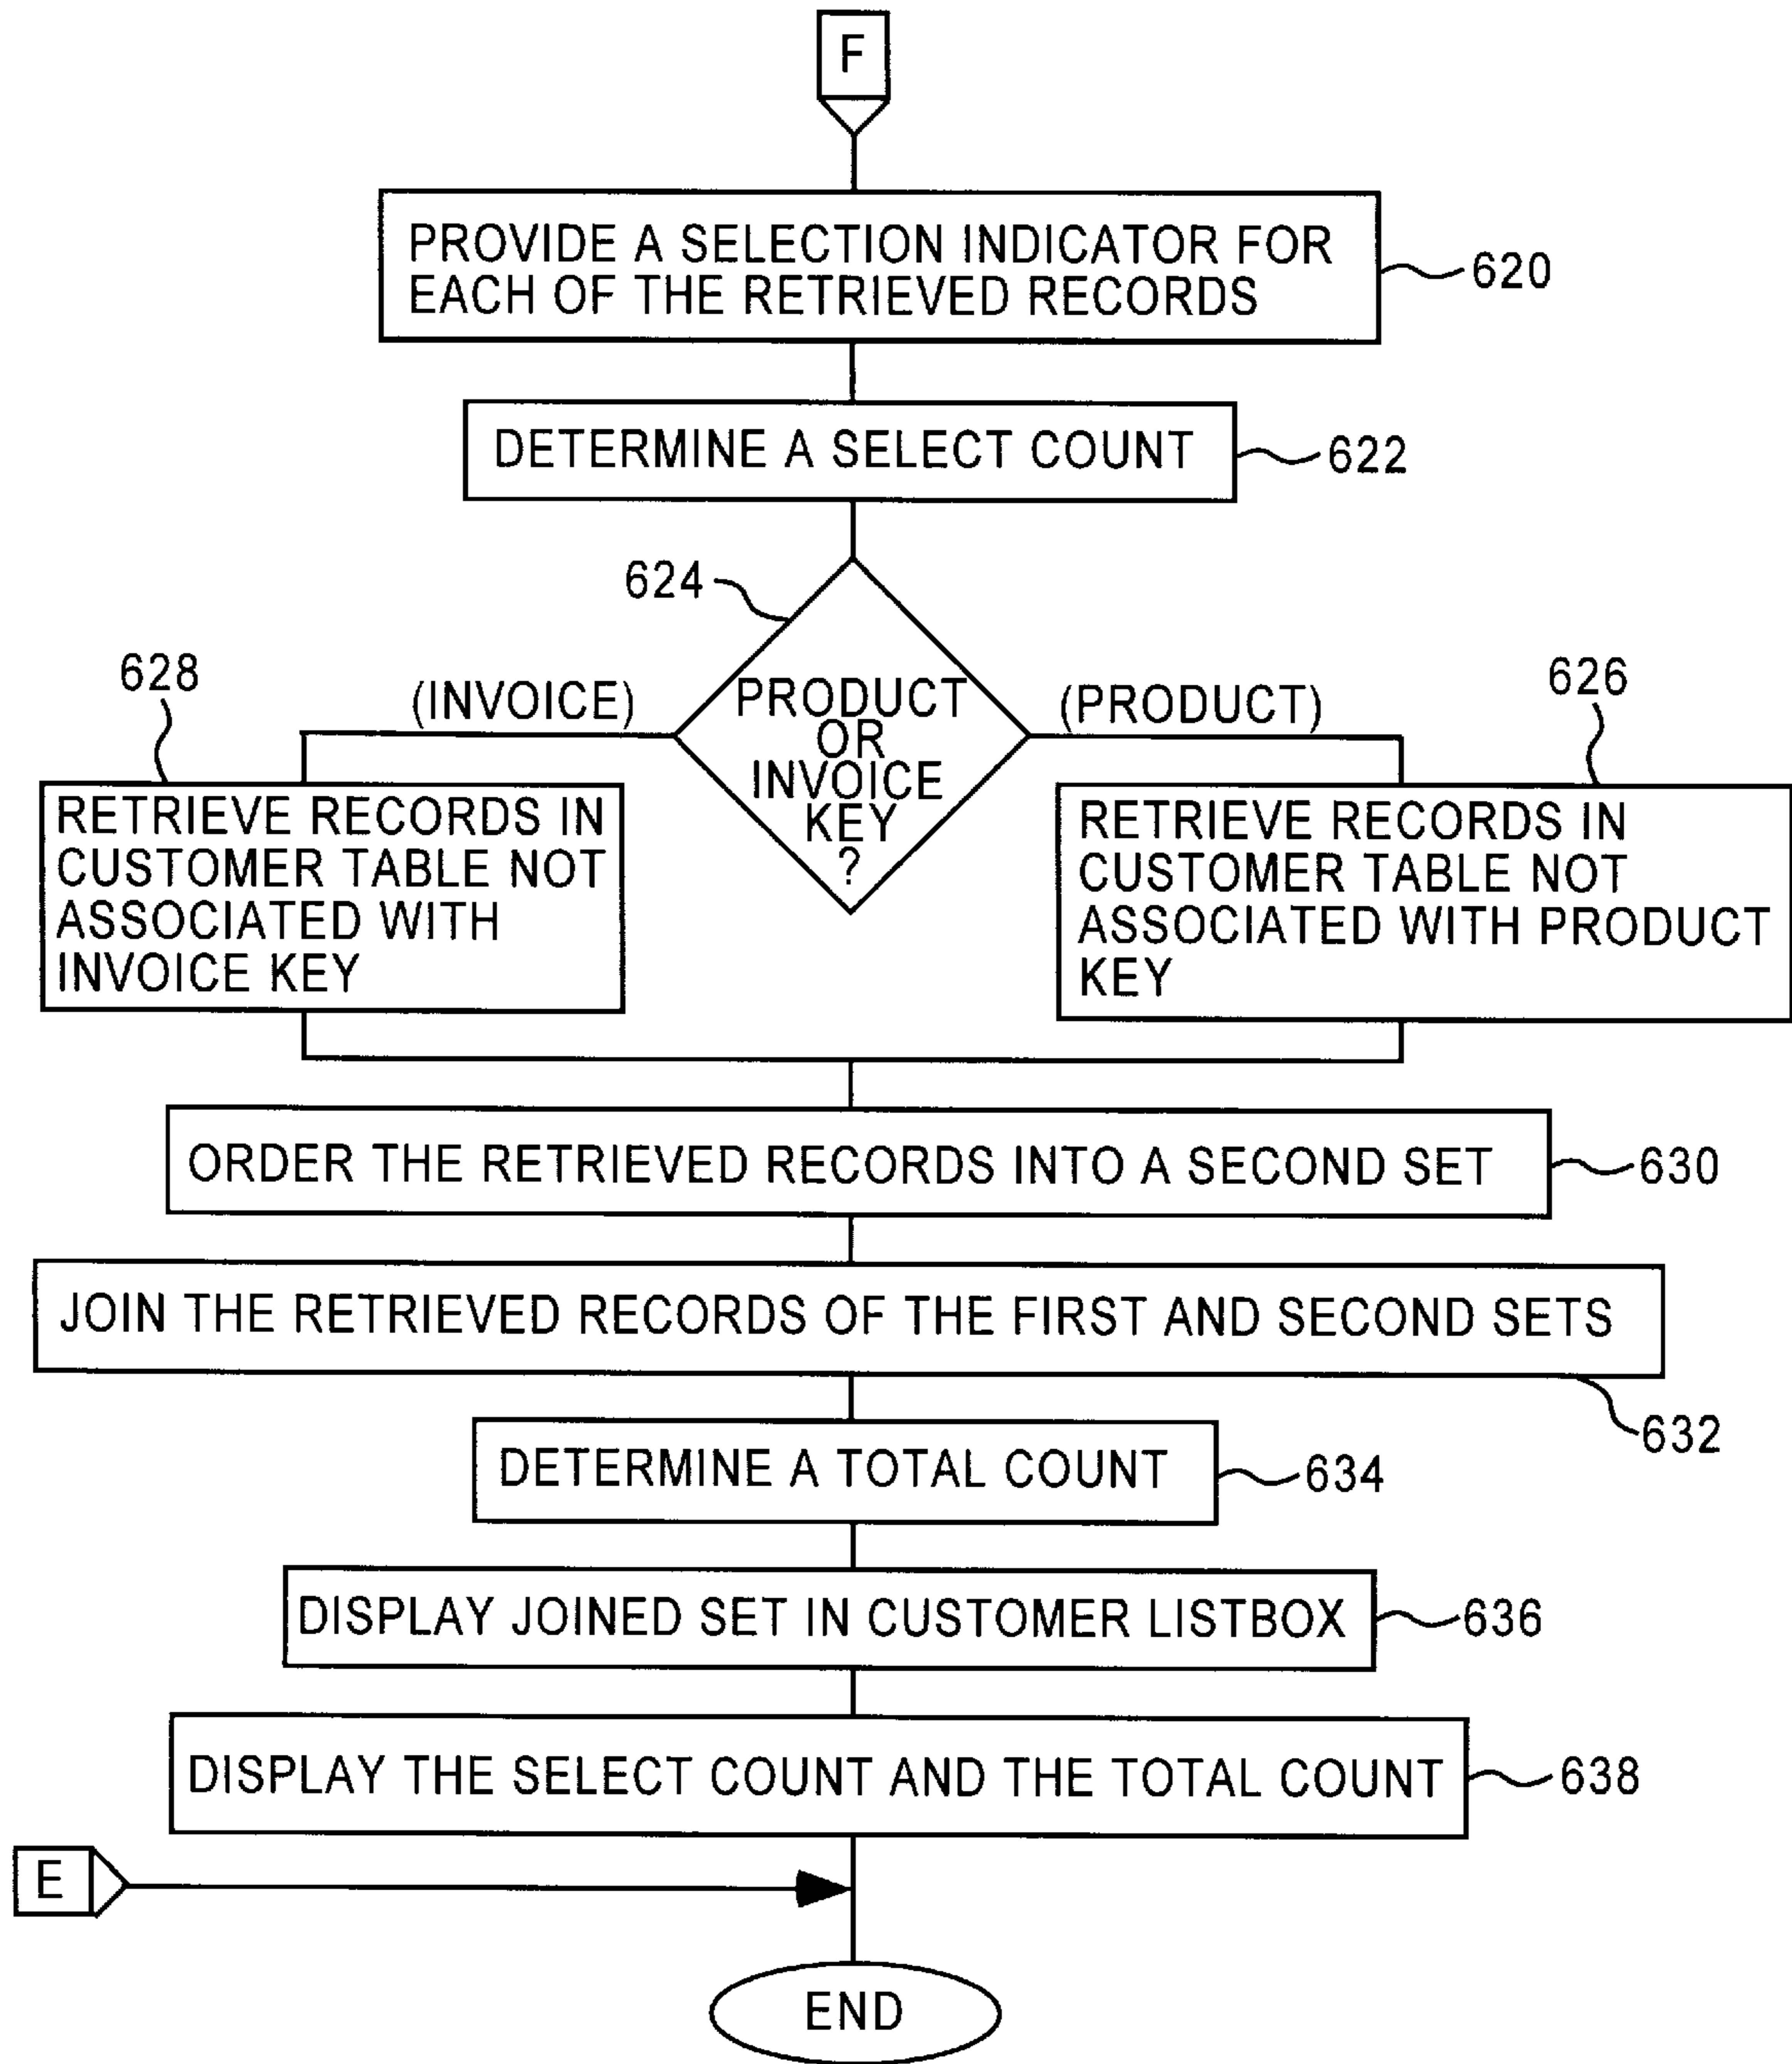 F
PROVIDE A SELECTION INDICATOR FOR
EACH OF THE RETRIEVED RECORDS
620
DETERMINE A SELECT COUNT
622
624
PRODUCT
OR
INVOICE
KEY
?
(INVOICE)
(PRODUCT)
628
RETRIEVE RECORDS IN
CUSTOMER TABLE NOT
ASSOCIATED WITH
INVOICE KEY
626
RETRIEVE RECORDS IN
CUSTOMER TABLE NOT
ASSOCIATED WITH PRODUCT
KEY
ORDER THE RETRIEVED RECORDS INTO A SECOND SET
630
JOIN THE RETRIEVED RECORDS OF THE FIRST AND SECOND SETS
632
DETERMINE A TOTAL COUNT
634
DISPLAY JOINED SET IN CUSTOMER LISTBOX
636
DISPLAY THE SELECT COUNT AND THE TOTAL COUNT
638
E
END